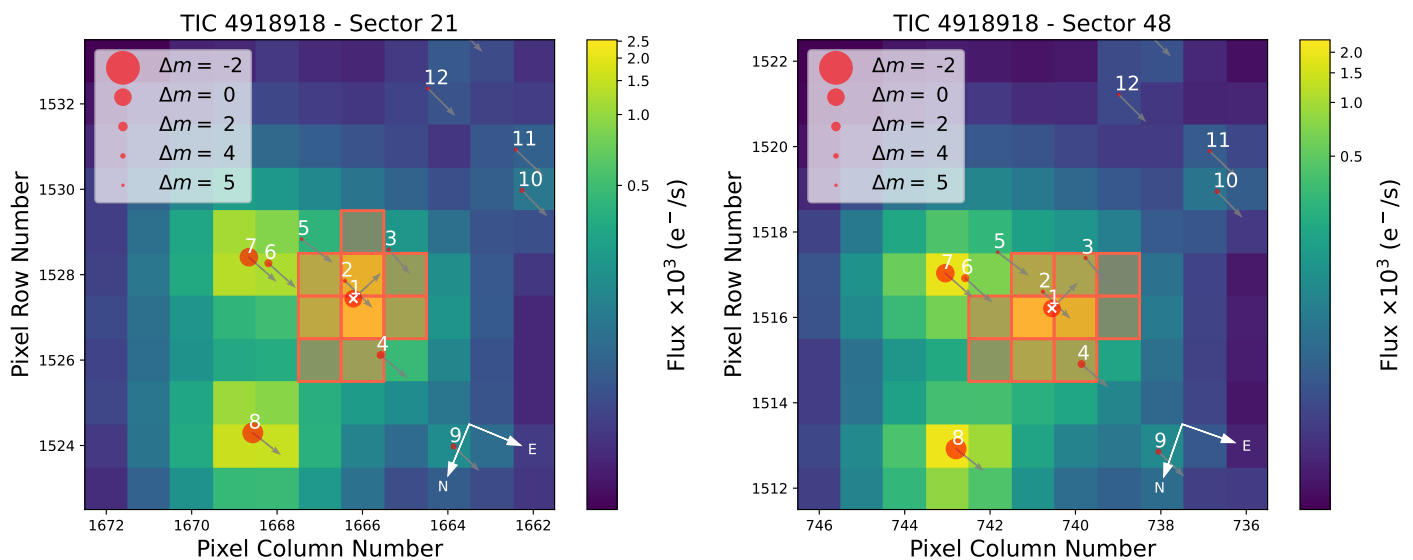 TIC 4918918 - Sector 21
Δm = -2
Δm = 0
Δm = 2
Δm = 4
Δm = 5
12
11
10
5
3
7
6
2
1
4
8
9
E
N
1532
1530
1528
1526
1524
1672
1670
1668
1666
1664
1662
Pixel Row Number
Pixel Column Number
2.5
2.0
1.5
1.0
0.5
Flux ×10³ (e⁻/s)
TIC 4918918 - Sector 48
Δm = -2
Δm = 0
Δm = 2
Δm = 4
Δm = 5
12
11
10
5
3
7
6
2
1
4
8
9
E
N
1522
1520
1518
1516
1514
1512
746
744
742
740
738
736
Pixel Row Number
Pixel Column Number
2.0
1.5
1.0
0.5
Flux ×10³ (e⁻/s)